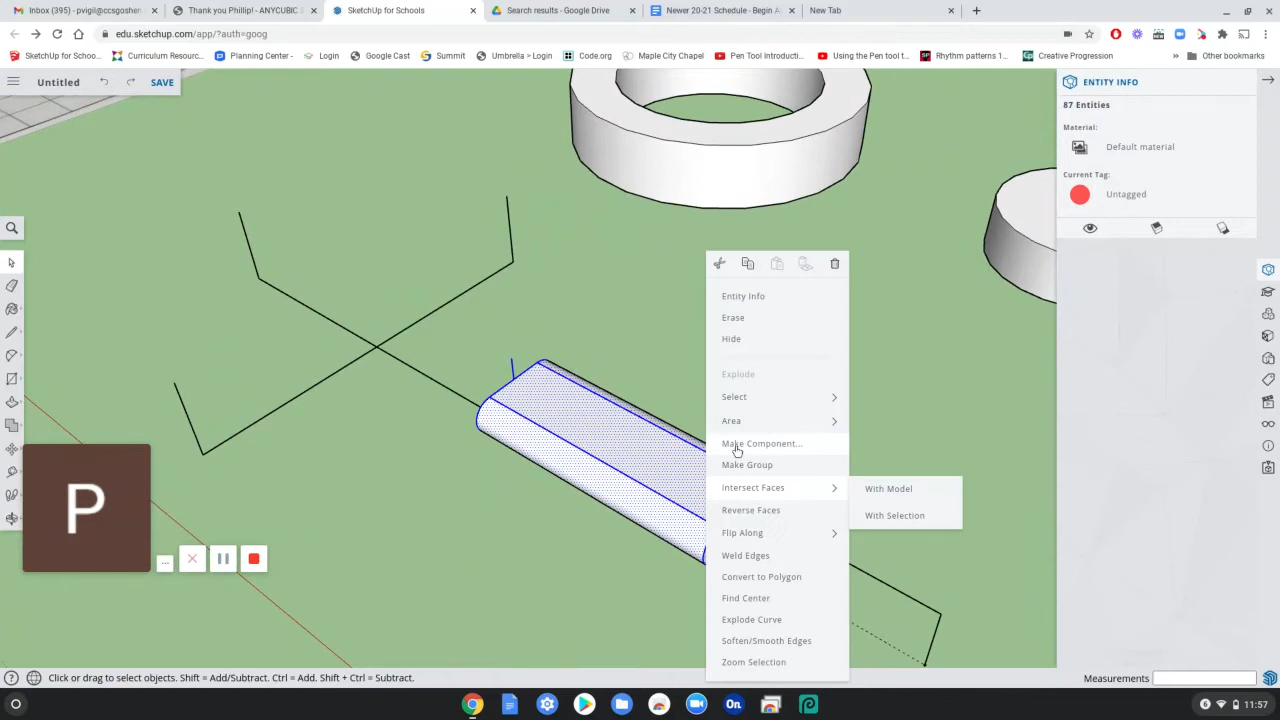 Inbox (395) - pvigil@ccsgoshen
Thank you Phillip! - ANYCUBIC 3
SketchUp for Schools
Search results - Google Drive
Newer 20-21 Schedule - Begin A
New Tab
edu.sketchup.com/app/?auth=goog
SketchUp for School...
Curriculum Resourc...
Planning Center -
Login
Google Cast
Summit
Umbrella > Login
Code.org
Maple City Chapel
Pen Tool Introducti...
Using the Pen tool t...
Rhythm patterns 1...
Creative Progression
»
Other bookmarks
Untitled
SAVE
ENTITY INFO
87 Entities
Material:
Default material
Current Tag:
Untagged
Entity Info
Erase
Hide
Explode
Select
Area
Make Component...
Make Group
Intersect Faces
With Model
Reverse Faces
With Selection
Flip Along
Weld Edges
Convert to Polygon
Find Center
Explode Curve
Soften/Smooth Edges
Zoom Selection
P
...
Click or drag to select objects. Shift = Add/Subtract. Ctrl = Add. Shift + Ctrl = Subtract.
Measurements
On
6
11:57